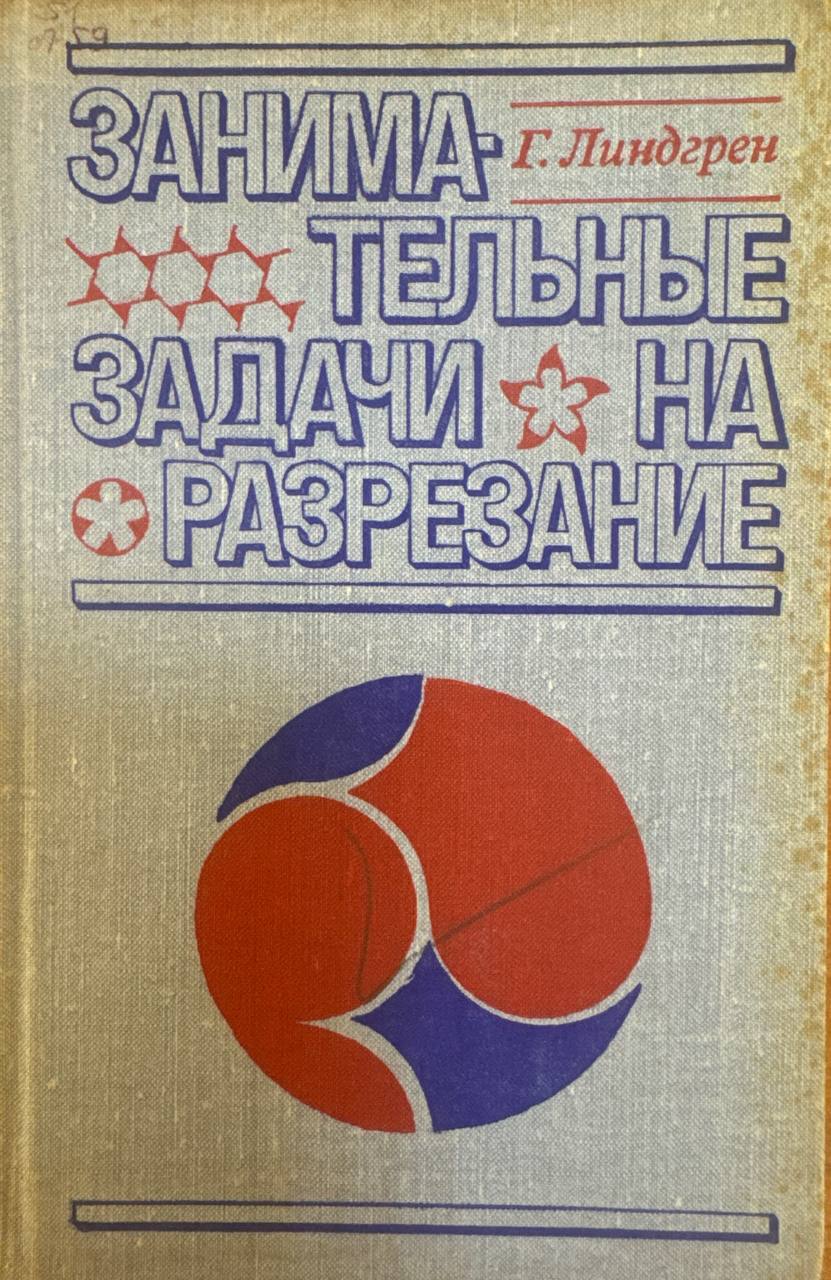 ЗАНИМА-
Г. Линдгрен
ТЕЛЬНЫЕ
ЗАДАЧИ НА
РАЗРЕЗАНИЕ